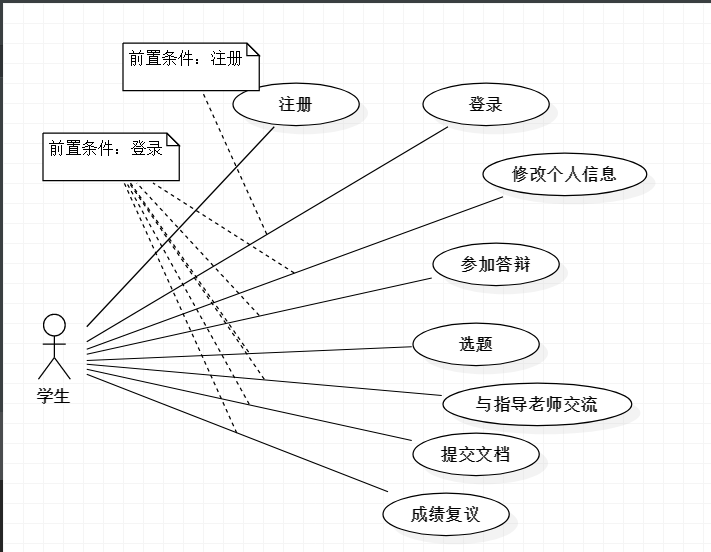 前置条件：注册
注册
登录
前置条件：登录
修改个人信息
参加答辩
选题
学生
与指导老师交流
提交文档
成绩复议